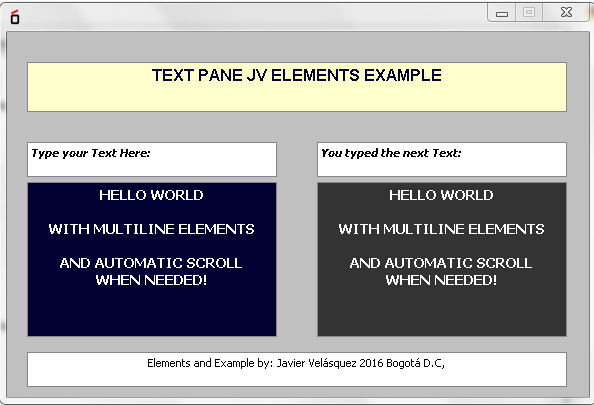 TEXT PANE JV ELEMENTS EXAMPLE
Type your Text Here:
HELLO WORLD
WITH MULTILINE ELEMENTS
AND AUTOMATIC SCROLL
WHEN NEEDED!
You typed the next Text:
HELLO WORLD
WITH MULTILINE ELEMENTS
AND AUTOMATIC SCROLL
WHEN NEEDED!
Elements and Example by: Javier Velásquez 2016 Bogotá D.C,